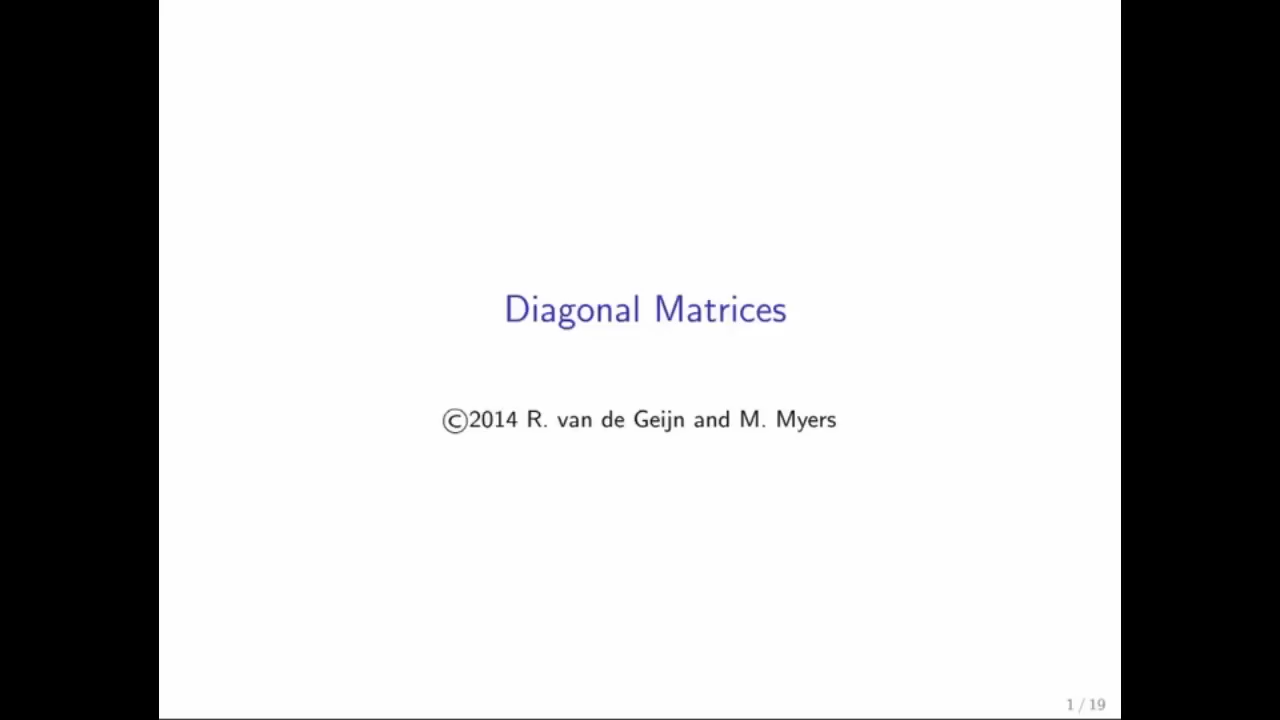 Diagonal Matrices
©2014 R. van de Geijn and M. Myers
1 / 19